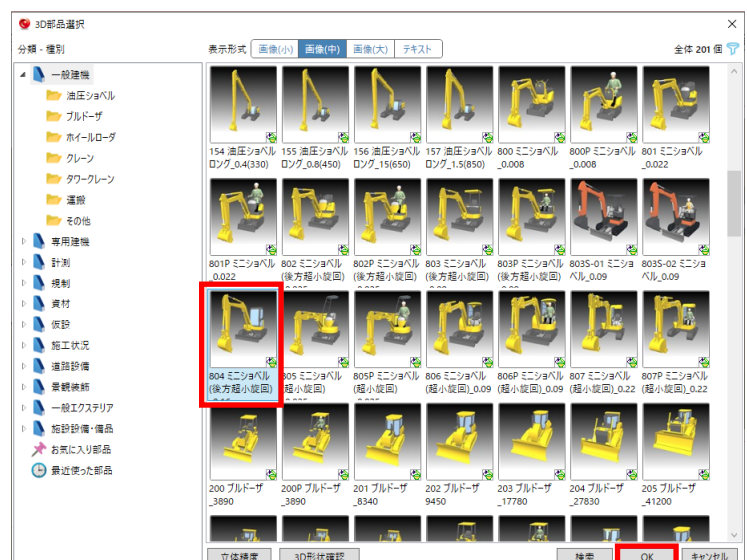 3D部品選択
分類 - 種別
表示形式 画像(小) 画像(中) 画像(大) テキスト
全体 201 個
一般建機
油圧ショベル
ブルドーザ
ホイールローダ
クレーン
タワークレーン
運搬
その他
専用建機
計測
規制
資材
仮設
施工状況
道路設備
景観装飾
一般エクステリア
施設設備・備品
お気に入り部品
最近使った部品
154 油圧ショベル
ロング_0.4(330)
155 油圧ショベル
ロング_0.8(450)
156 油圧ショベル
ロング_15(650)
157 油圧ショベル
ロング_1.5(850)
800 ミニショベル
_0.008
800P ミニショベル
_0.008
801 ミニショベル
_0.022
801P ミニショベル
_0.022
802 ミニショベル
(後方超小旋回)
802P ミニショベル
(後方超小旋回)
803 ミニショベル
(後方超小旋回)
803P ミニショベル
(後方超小旋回)
803S-01 ミニショ
ベル_0.09
803S-02 ミニショ
ベル_0.09
804 ミニショベル
(後方超小旋回)
805 ミニショベル
(超小旋回)
805P ミニショベル
(超小旋回)
806 ミニショベル
(超小旋回)_0.09
806P ミニショベル
(超小旋回)_0.09
807 ミニショベル
(超小旋回)_0.22
807P ミニショベル
(超小旋回)_0.22
200 ブルドーザ
_3890
200P ブルドーザ
_3890
201 ブルドーザ
_8340
202 ブルドーザ
9450
203 ブルドーザ
_17780
204 ブルドーザ
_27830
205 ブルドーザ
_41200
立体精度
3D形状確認
検索
OK
キャンセル